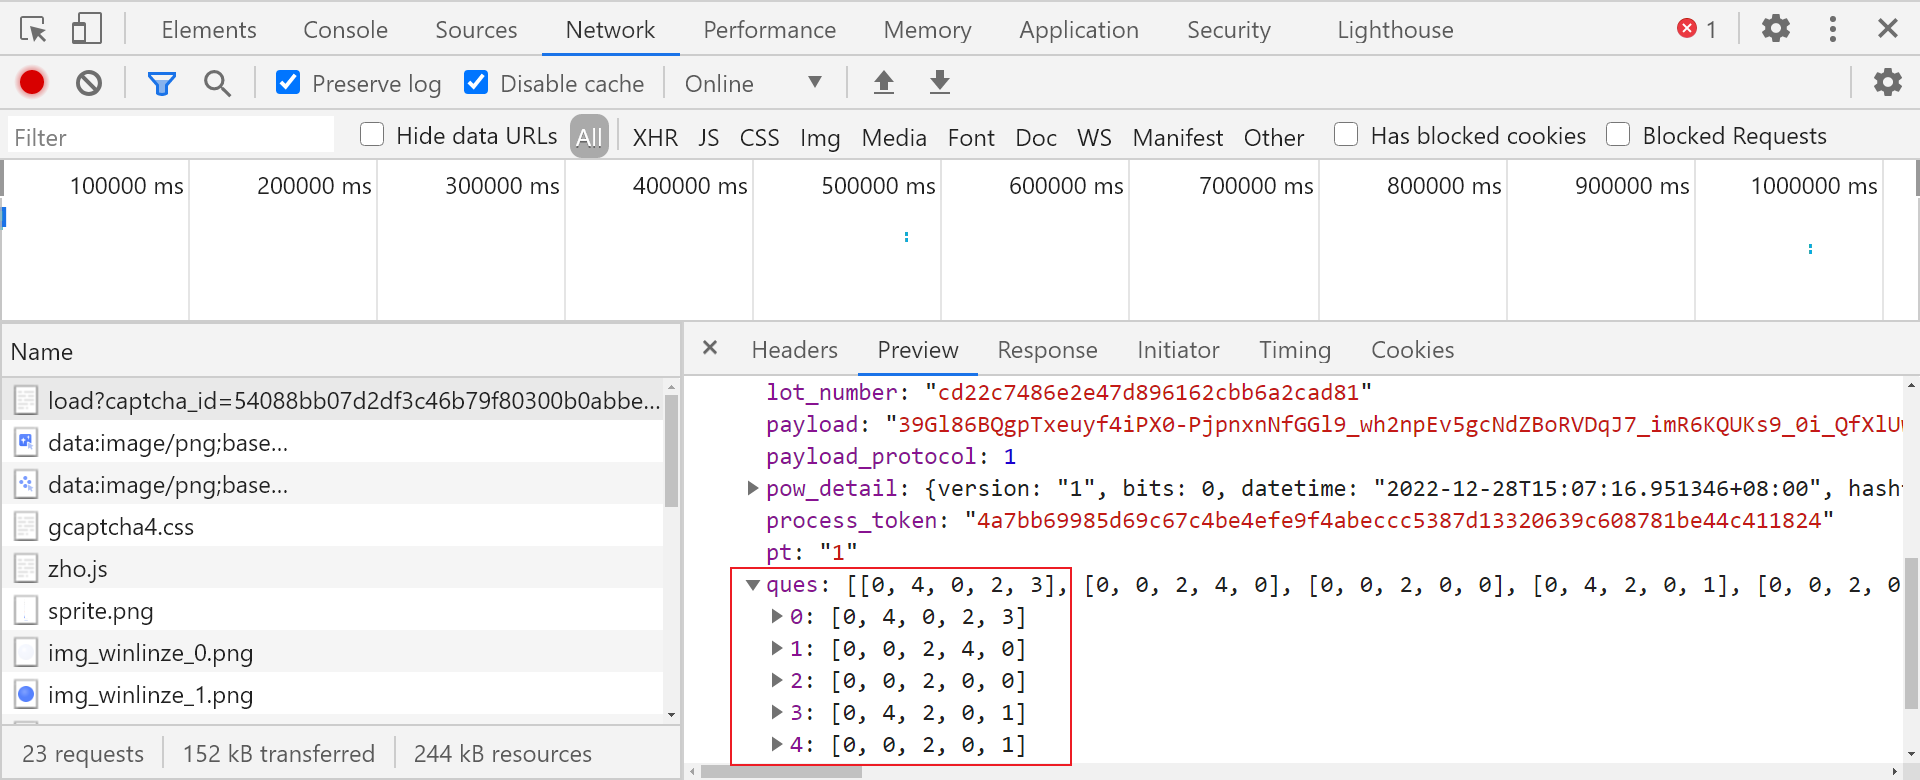 Elements Console Sources Network Performance Memory Application Security Lighthouse 1
Preserve log Disable cache Online
Filter Hide data URLs All XHR JS CSS Img Media Font Doc WS Manifest Other Has blocked cookies Blocked Requests
100000 ms 200000 ms 300000 ms 400000 ms 500000 ms 600000 ms 700000 ms 800000 ms 900000 ms 1000000 ms
Name
load?captcha_id=54088bb07d2df3c46b79f80300b0abbe...
data:image/png;base...
data:image/png;base...
gcaptcha4.css
zho.js
sprite.png
img_winlinze_0.png
img_winlinze_1.png
23 requests 152 kB transferred 244 kB resources
Headers Preview Response Initiator Timing Cookies
lot_number: "cd22c7486e2e47d896162cbb6a2cad81"
payload: "39Gl86BQgpTxeuyf4iPX0-PjpnxnNfGGl9_wh2npEv5gcNdZBoRVDqJ7_imR6KQUKs9_0i_QfXlU
payload_protocol: 1
pow_detail: {version: "1", bits: 0, datetime: "2022-12-28T15:07:16.951346+08:00", hash
process_token: "4a7bb69985d69c67c4be4efe9f4abeccc5387d13320639c608781be44c411824"
pt: "1"
ques: [[0, 4, 0, 2, 3], [0, 0, 2, 4, 0], [0, 0, 2, 0, 0], [0, 4, 2, 0, 1], [0, 0, 2, 0
0: [0, 4, 0, 2, 3]
1: [0, 0, 2, 4, 0]
2: [0, 0, 2, 0, 0]
3: [0, 4, 2, 0, 1]
4: [0, 0, 2, 0, 1]